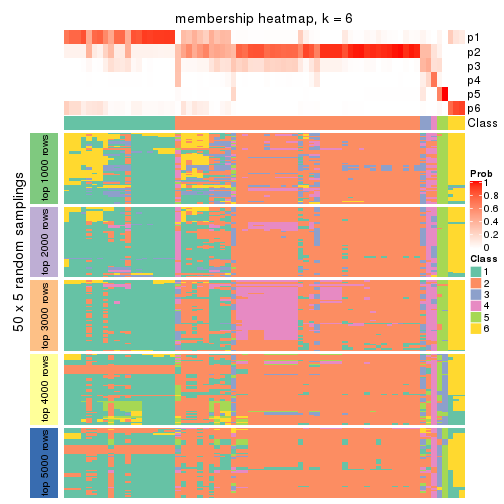 membership heatmap, k = 6
p1
p2
p3
p4
p5
p6
Class
50 x 5 random samplings
top 1000 rows
top 2000 rows
top 3000 rows
top 4000 rows
top 5000 rows
Prob
1
0.8
0.6
0.4
0.2
0
Class
1
2
3
4
5
6